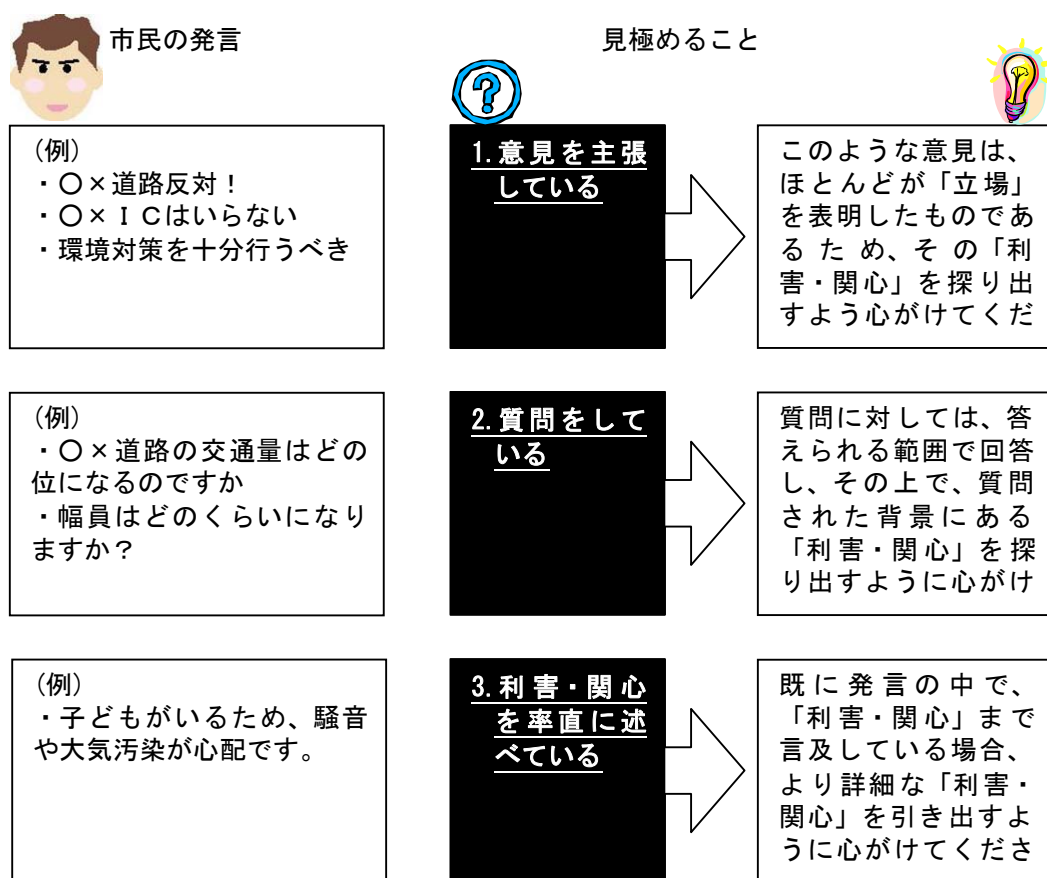 市民の発言
見極めること
(例)
・〇×道路反対！
・〇×ＩＣはいらない
・環境対策を十分行うべき
1.意見を主張
している
このような意見は、
ほとんどが「立場」
を表明したものであ
るため、その「利
害・関心」を探り出
すよう心がけてくだ
(例)
・〇×道路の交通量はどの
位になるのですか
・幅員はどのくらいになり
ますか？
2.質問をして
いる
質問に対しては、答
えられる範囲で回答
し、その上で、質問
された背景にある
「利害・関心」を探
り出すように心がけ
(例)
・子どもがいるため、騒音
や大気汚染が心配です。
3.利害・関心
を率直に述
べている
既に発言の中で、
「利害・関心」まで
言及している場合、
より詳細な「利害・
関心」を引き出すよ
うに心がけてくださ